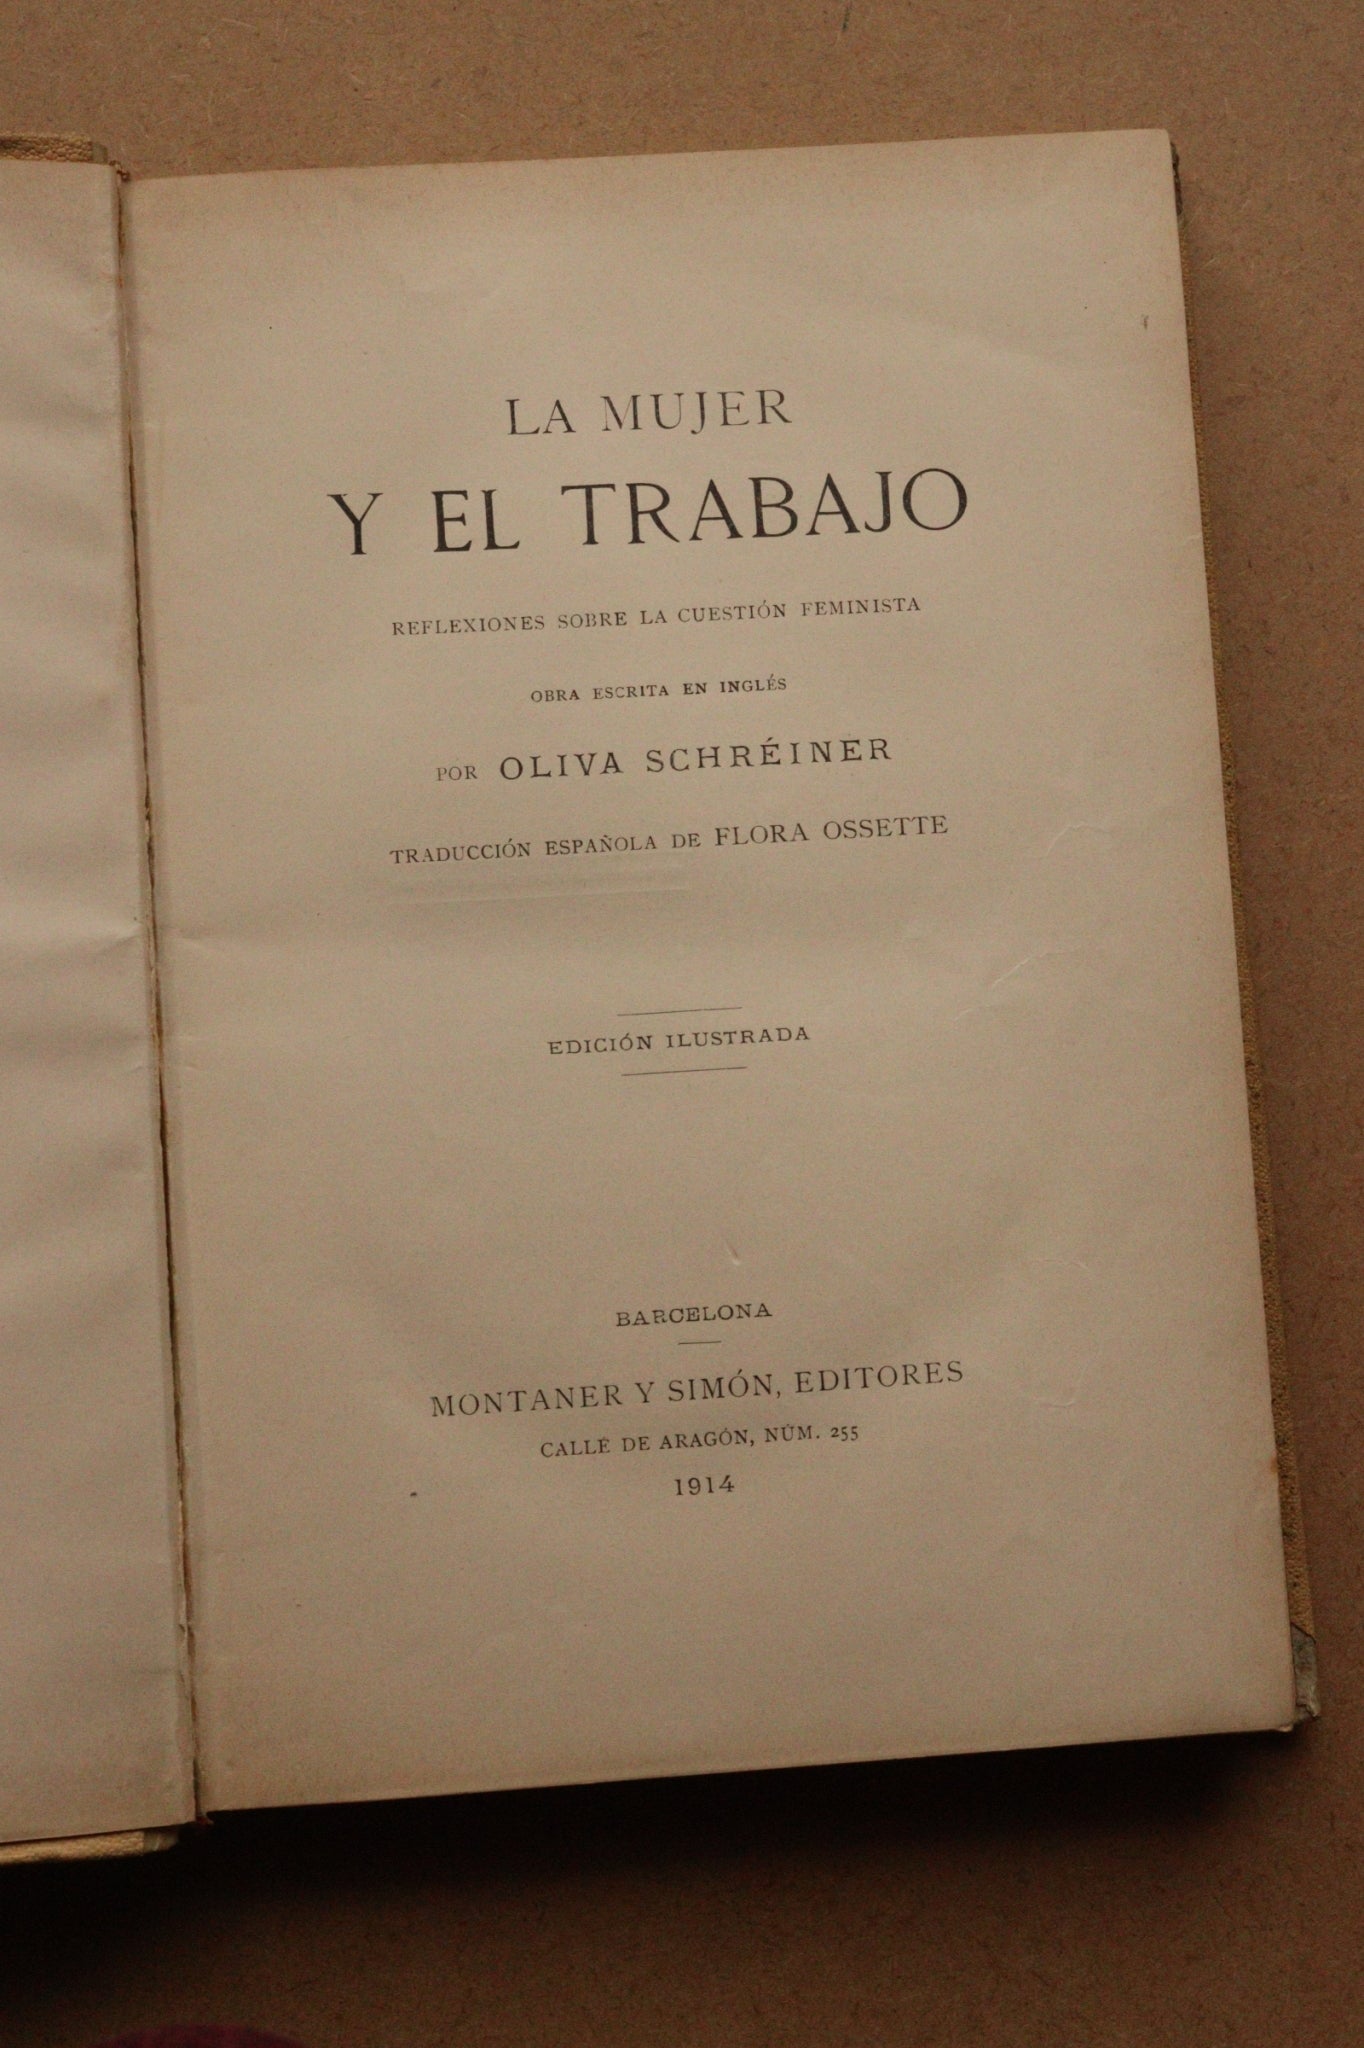 LA MUJER
Y EL TRABAJO
REFLEXIONES SOBRE LA CUESTIÓN FEMINISTA
OBRA ESCRITA EN INGLÉS
POR OLIVA SCHRÉINER
TRADUCCIÓN ESPAÑOLA DE FLORA OSSETTE
EDICIÓN ILUSTRADA
BARCELONA
MONTANER Y SIMÓN, EDITORES
CALLE DE ARAGÓN, NÚM. 255
1914